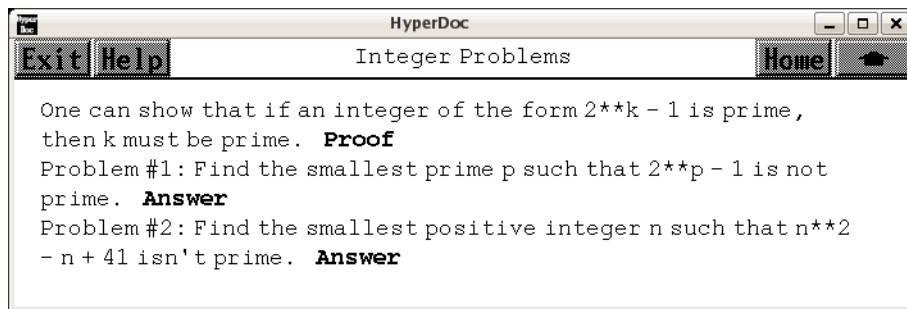 Hyper Doc
HyperDoc
Exit Help Integer Problems Home
One can show that if an integer of the form 2**k - 1 is prime,
then k must be prime. Proof
Problem #1: Find the smallest prime p such that 2**p - 1 is not
prime. Answer
Problem #2: Find the smallest positive integer n such that n**2
- n + 41 isn't prime. Answer